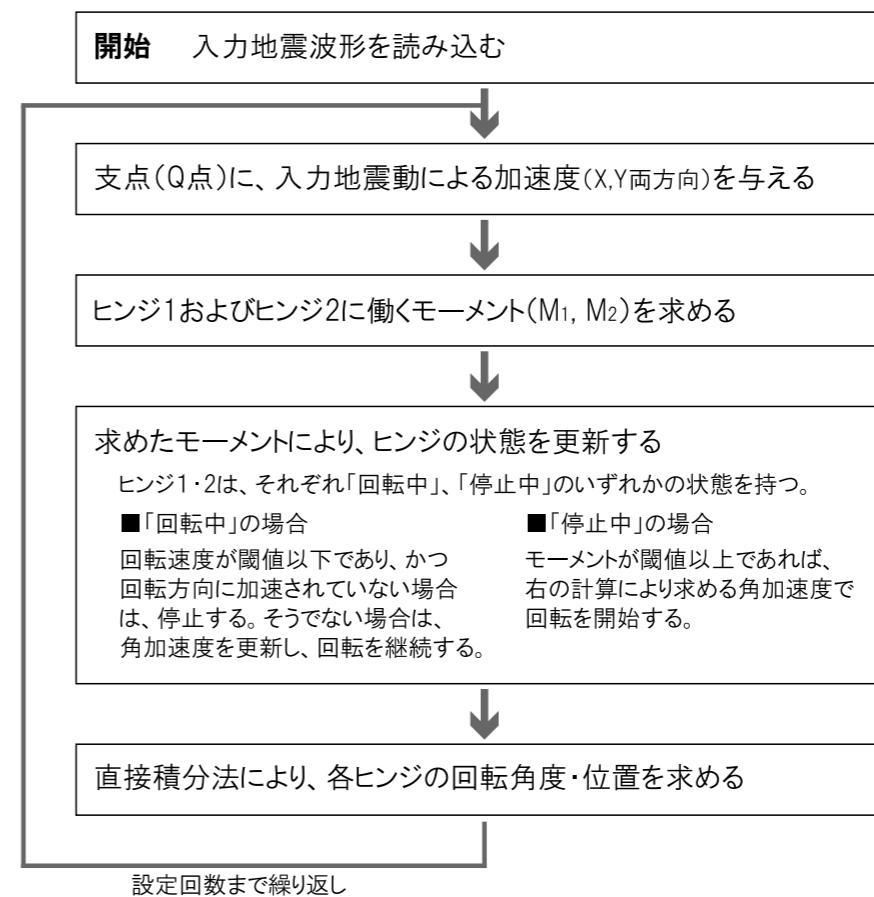 開始　入力地震波形を読み込む
支点（Q点）に、入力地震動による加速度（X,Y両方向）を与える
ヒンジ1およびヒンジ2に働くモーメント（M1, M2）を求める
求めたモーメントにより、ヒンジの状態を更新する
ヒンジ1・2は、それぞれ「回転中」、「停止中」のいずれかの状態を持つ。
■「回転中」の場合
回転速度が閾値以下であり、かつ
回転方向に加速されていない場合
は、停止する。そうでない場合は、
角加速度を更新し、回転を継続する。
■「停止中」の場合
モーメントが閾値以上であれば、
右の計算により求める角加速度で
回転を開始する。
直接積分法により、各ヒンジの回転角度・位置を求める
設定回数まで繰り返し